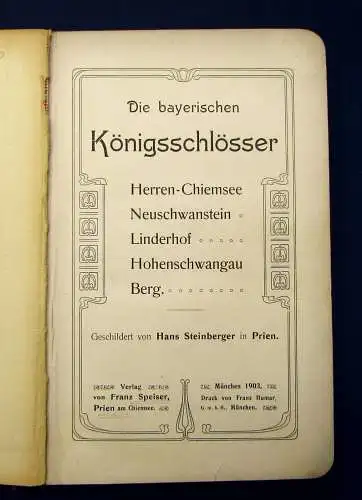 Die bayerischen
Königsschlösser
Herren-Chiemsee
Neuschwanstein
Linderhof
Hohenschwangau
Berg.
Geschildert von Hans Steinberger in Prien.
Verlag
von Franz Speiser,
Prien am Chiemsee.
München 1903.
Druck von Franz Humar,
G. m. b. H., München.